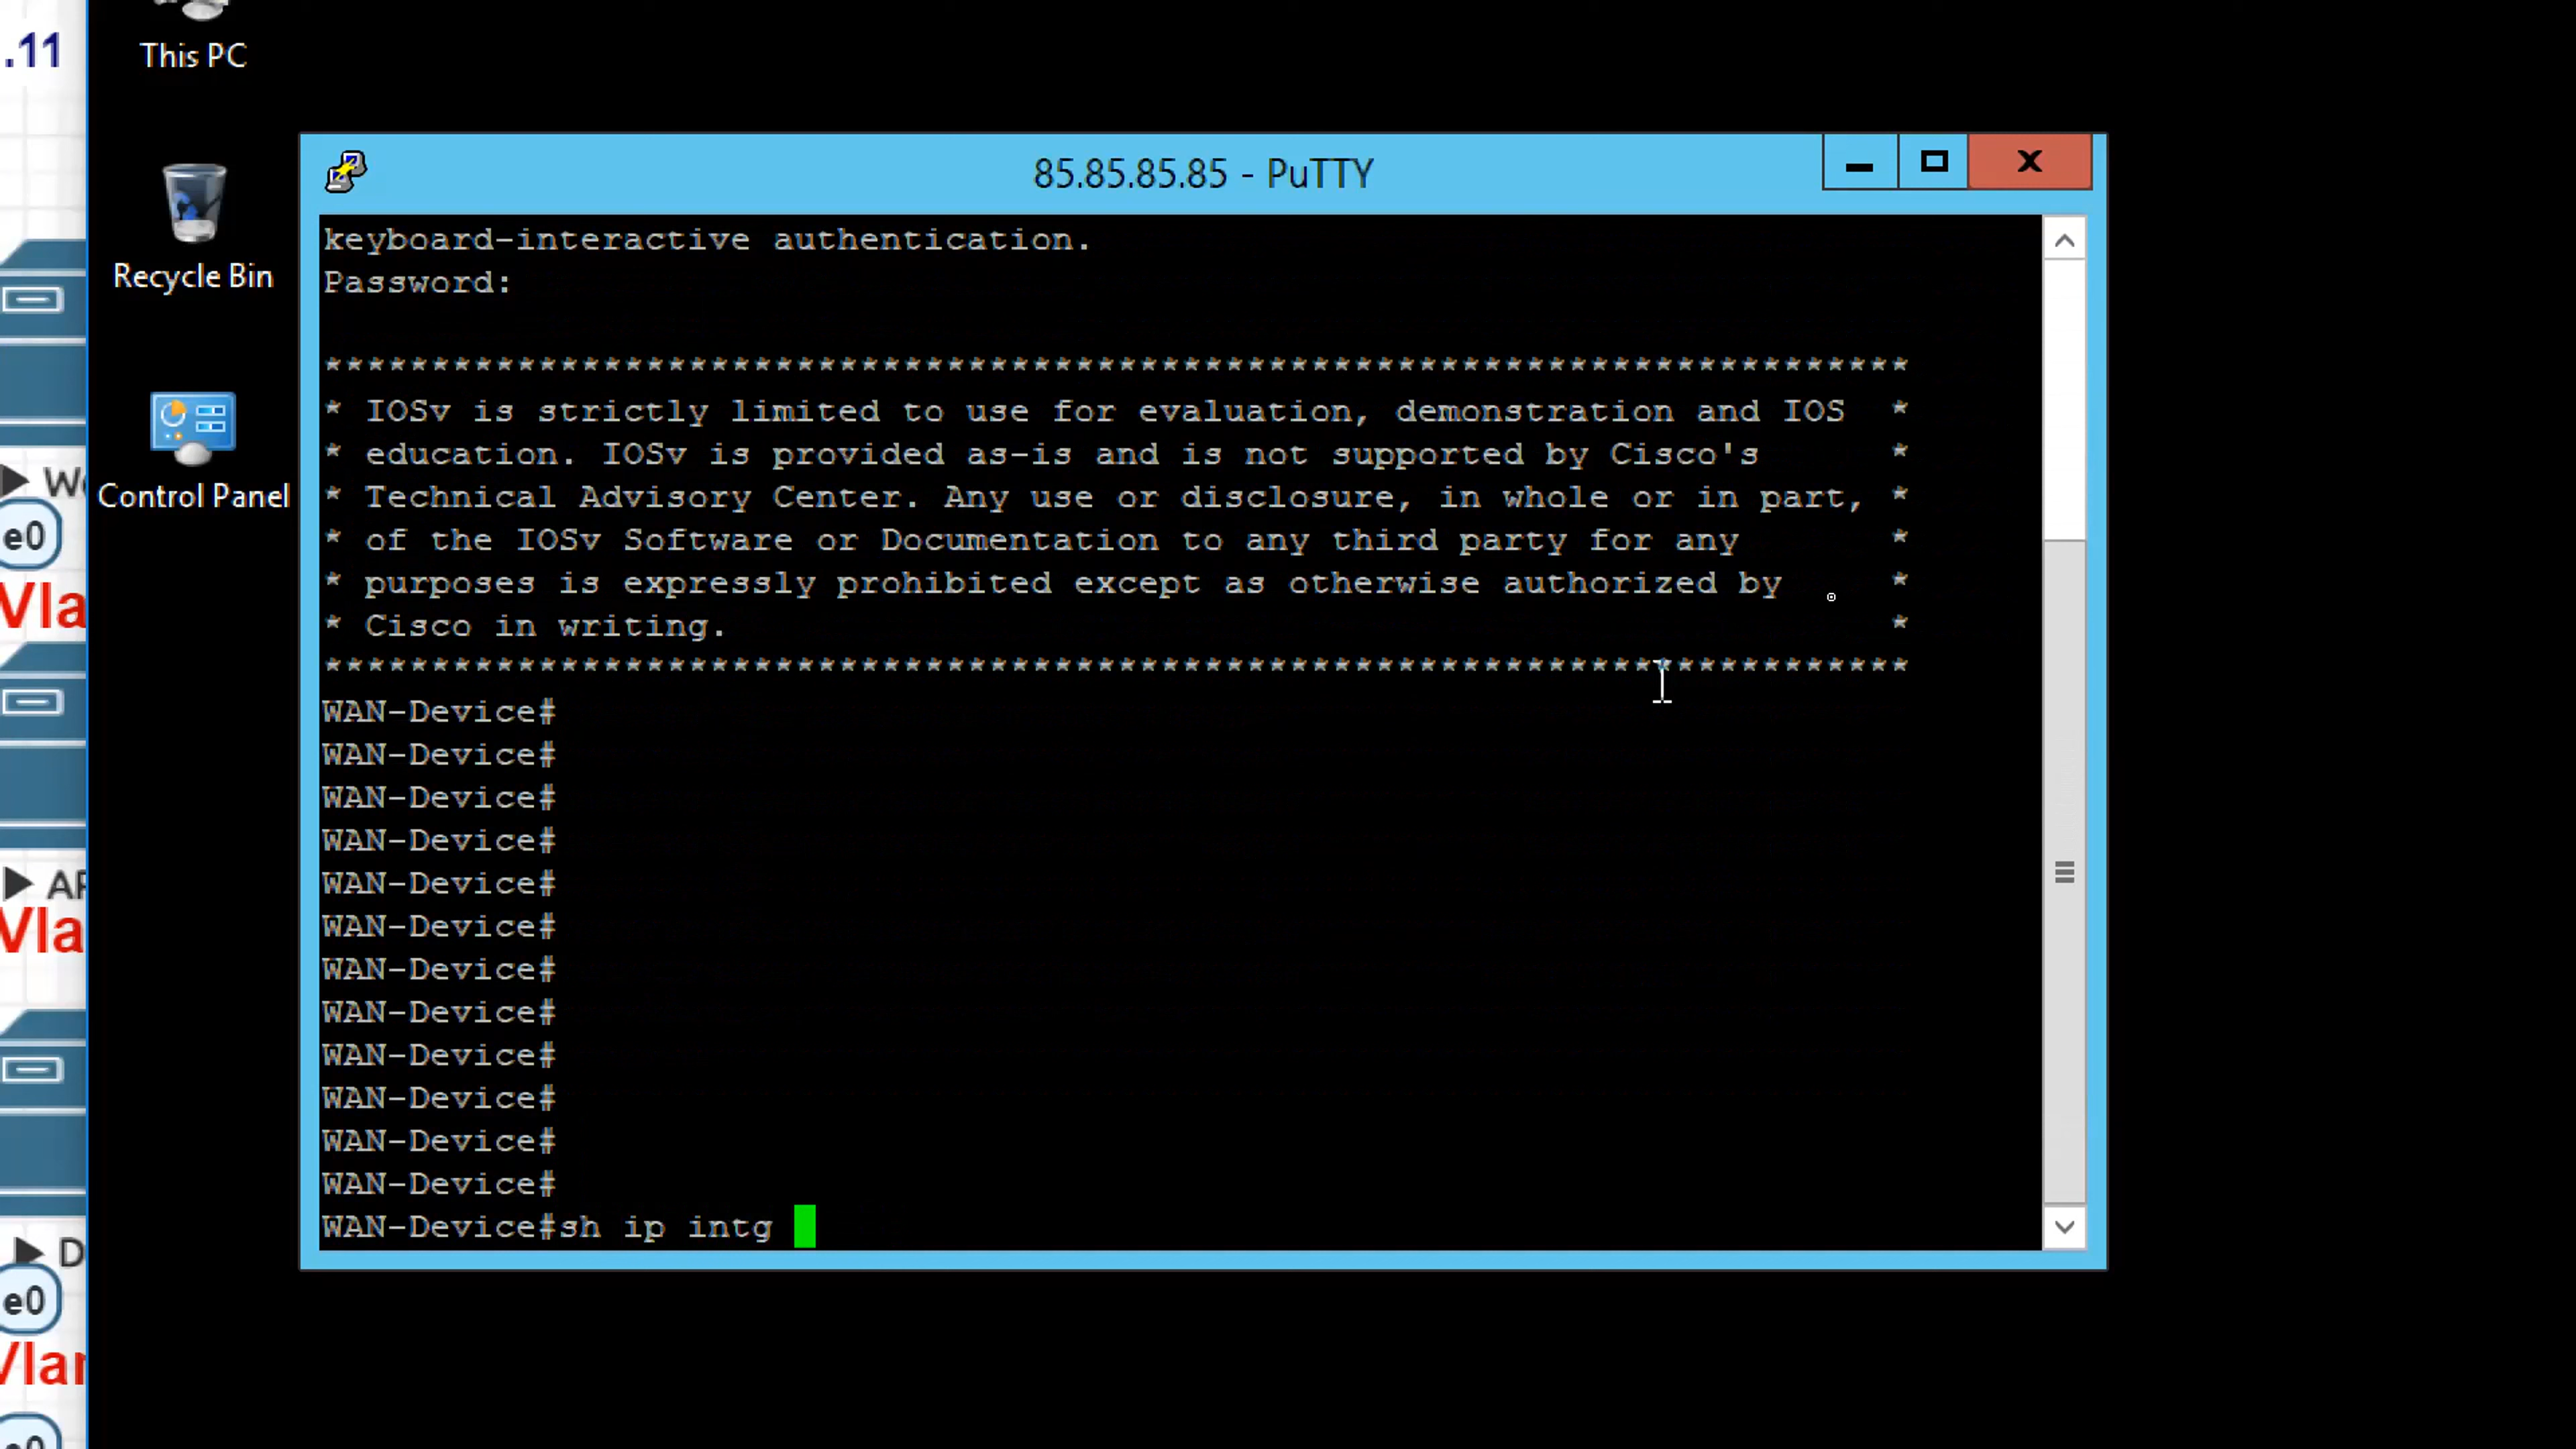 .11
This PC
Recycle Bin
Control Panel
e0
Vla
Vla
e0
85.85.85.85 - PuTTY
keyboard-interactive authentication.
Password:
**************************************************************************
* IOSv is strictly limited to use for evaluation, demonstration and IOS  *
* education. IOSv is provided as-is and is not supported by Cisco's      *
* Technical Advisory Center. Any use or disclosure, in whole or in part, *
* of the IOSv Software or Documentation to any third party for any       *
* purposes is expressly prohibited except as otherwise authorized by     *
* Cisco in writing.                                                      *
**************************************************************************
WAN-Device#
WAN-Device#
WAN-Device#
WAN-Device#
WAN-Device#
WAN-Device#
WAN-Device#
WAN-Device#
WAN-Device#
WAN-Device#
WAN-Device#
WAN-Device#
WAN-Device#sh ip intg